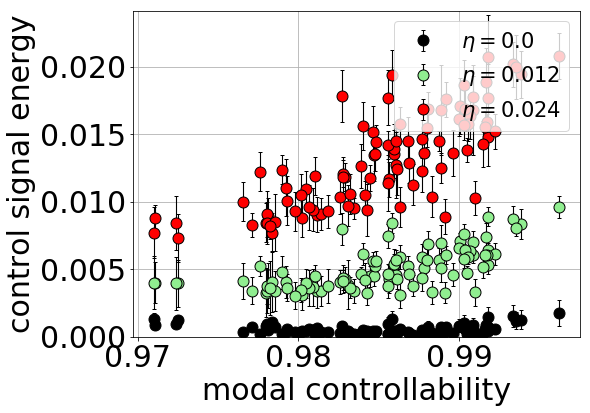 control signal energy
0.020
0.015
0.010
0.005
0.000
η = 0.0
η = 0.012
η = 0.024
0.97
0.98
0.99
modal controllability